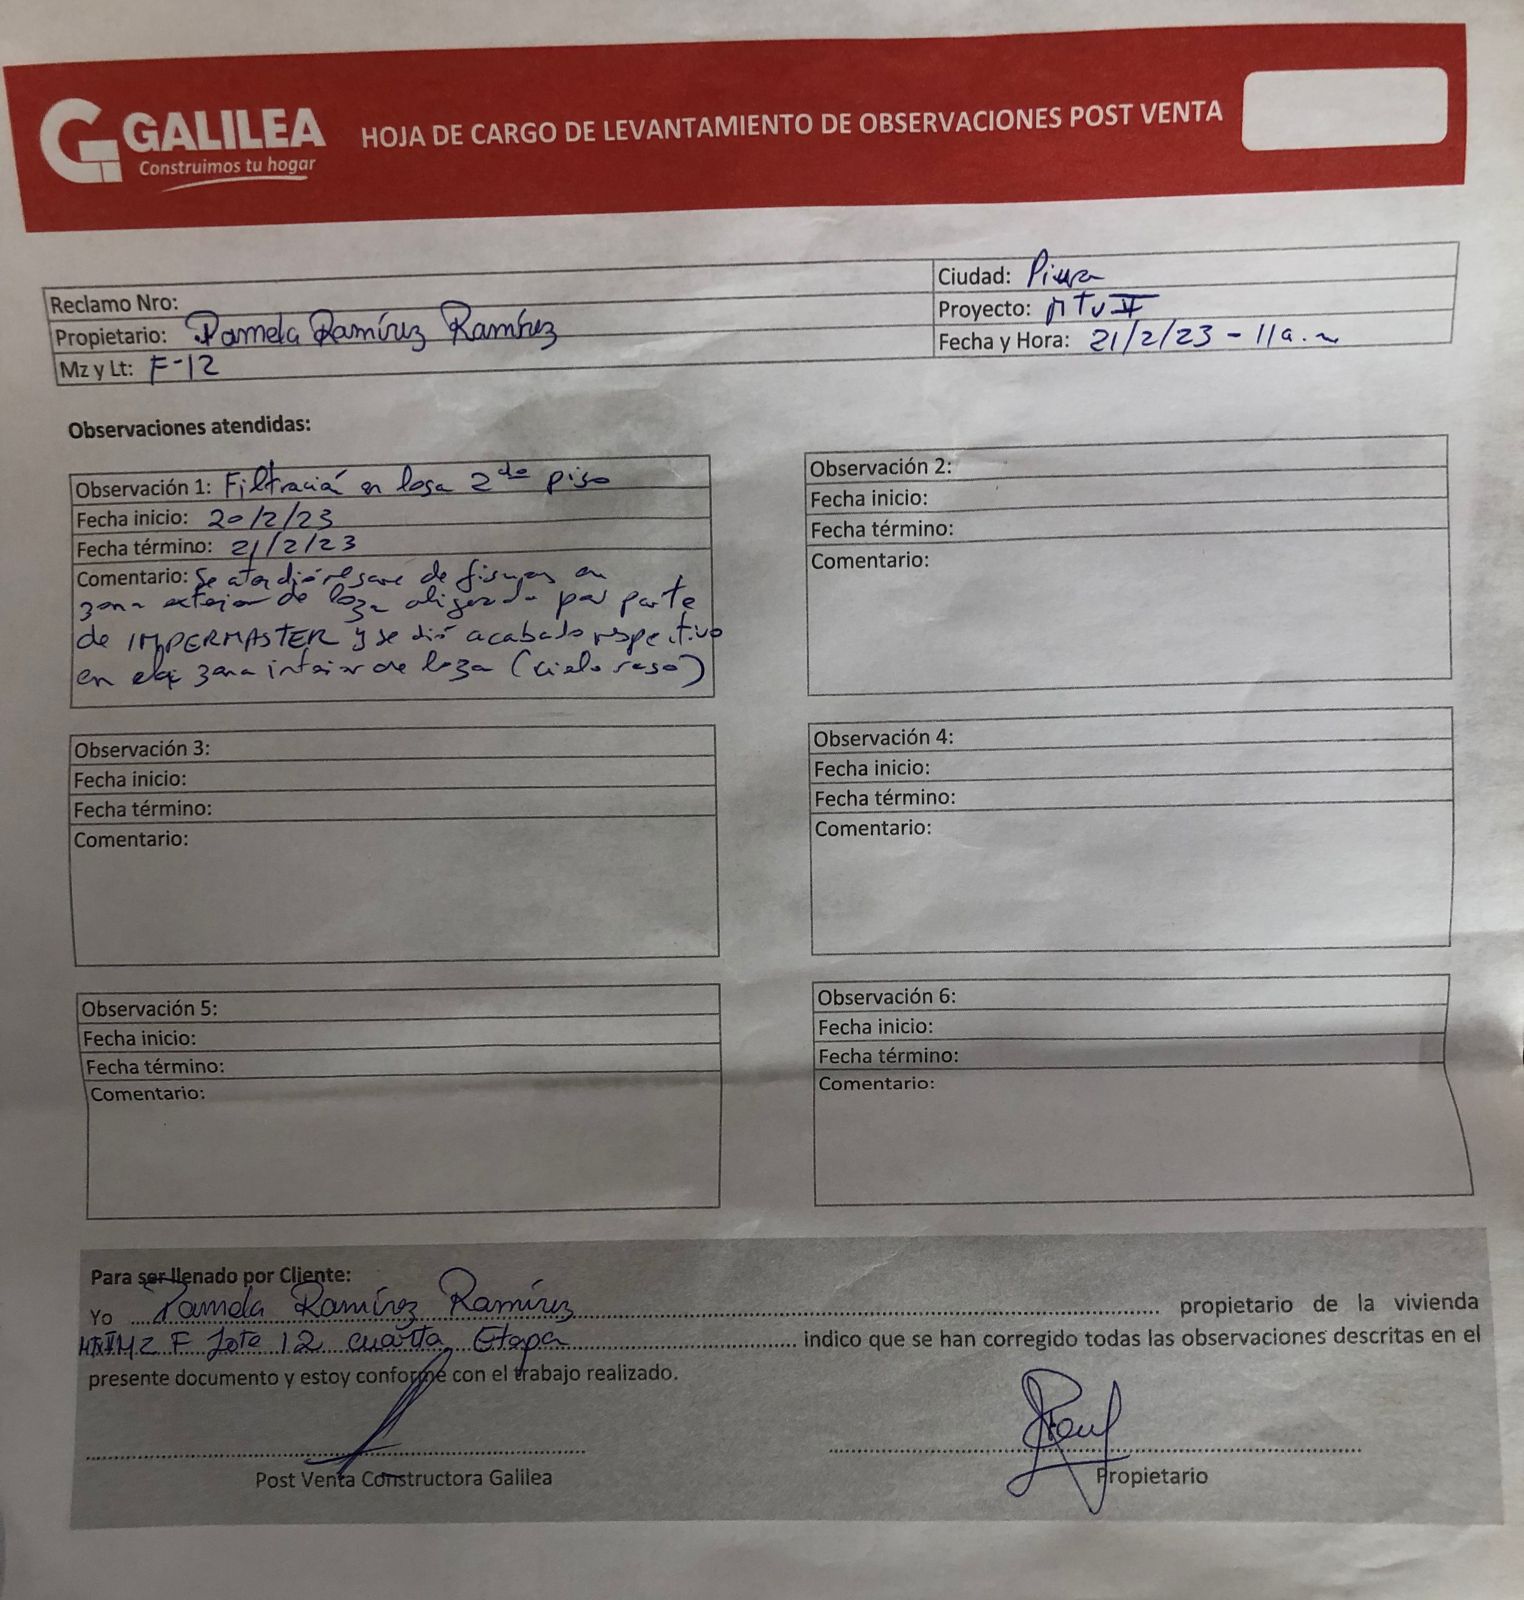 GALILEA
Construimos tu hogar
HOJA DE CARGO DE LEVANTAMIENTO DE OBSERVACIONES POST VENTA
Reclamo Nro:
Propietario: Pamela Ramírez Ramírez
Mz y Lt: F-12
Ciudad: Piura
Proyecto:
Fecha y Hora: 21/2/23 - 11 a.m
Observaciones atendidas:
Observación 1: Filtración en losa 2do piso
Fecha inicio: 20/2/23
Fecha término: 21/2/23
Comentario: Se atendió resane de fisuras en
zona exterior de loza aligerada por parte
de IMPERMASTER y se dió acabado respectivo
en zona interior de loza (cielo raso)
Observación 2:
Fecha inicio:
Fecha término:
Comentario:
Observación 3:
Fecha inicio:
Fecha término:
Comentario:
Observación 4:
Fecha inicio:
Fecha término:
Comentario:
Observación 5:
Fecha inicio:
Fecha término:
Comentario:
Observación 6:
Fecha inicio:
Fecha término:
Comentario:
Para ser llenado por Cliente:
Yo Pamela Ramírez Ramírez propietario de la vivienda
MZ F Lote 12 cuarta Etapa indico que se han corregido todas las observaciones descritas en el
presente documento y estoy conforme con el trabajo realizado.
Post Venta Constructora Galilea
Propietario